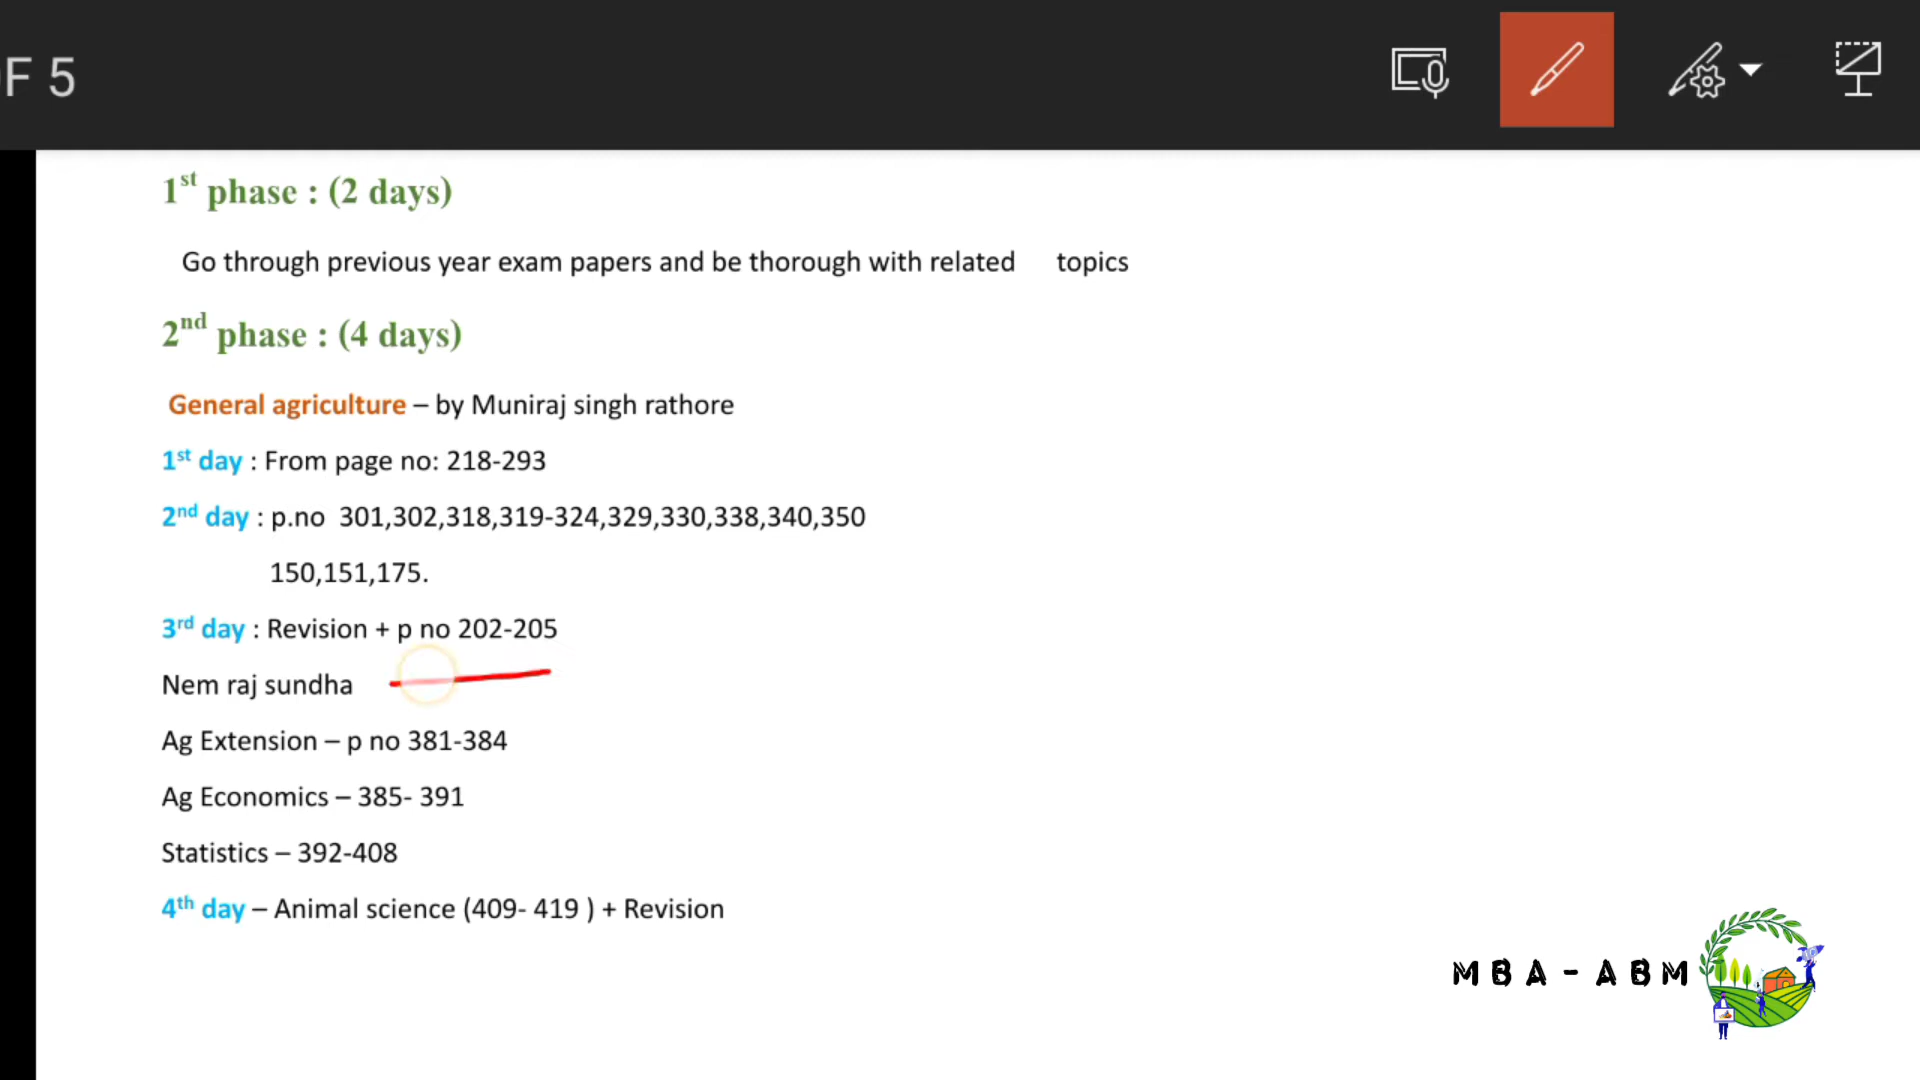 F 5
1st phase : (2 days)
Go through previous year exam papers and be thorough with related topics
2nd phase : (4 days)
General agriculture – by Muniraj singh rathore
1st day : From page no: 218-293
2nd day : p.no 301,302,318,319-324,329,330,338,340,350
150,151,175.
3rd day : Revision + p no 202-205
Nem raj sundha
Ag Extension – p no 381-384
Ag Economics – 385- 391
Statistics – 392-408
4th day – Animal science (409- 419 ) + Revision
MBA-ABM